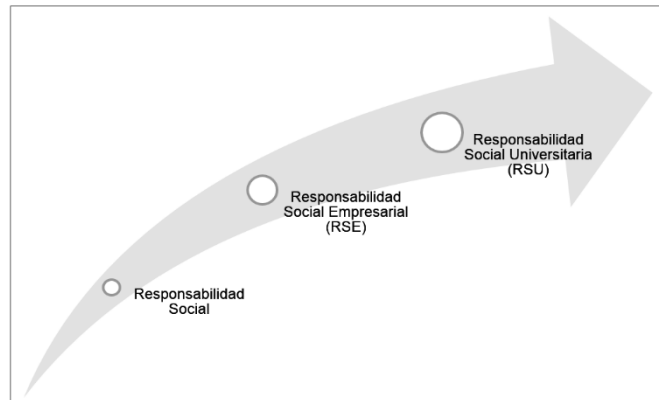 Responsabilidad
Social Universitaria
(RSU)
Responsabilidad
Social Empresarial
(RSE)
Responsabilidad
Social